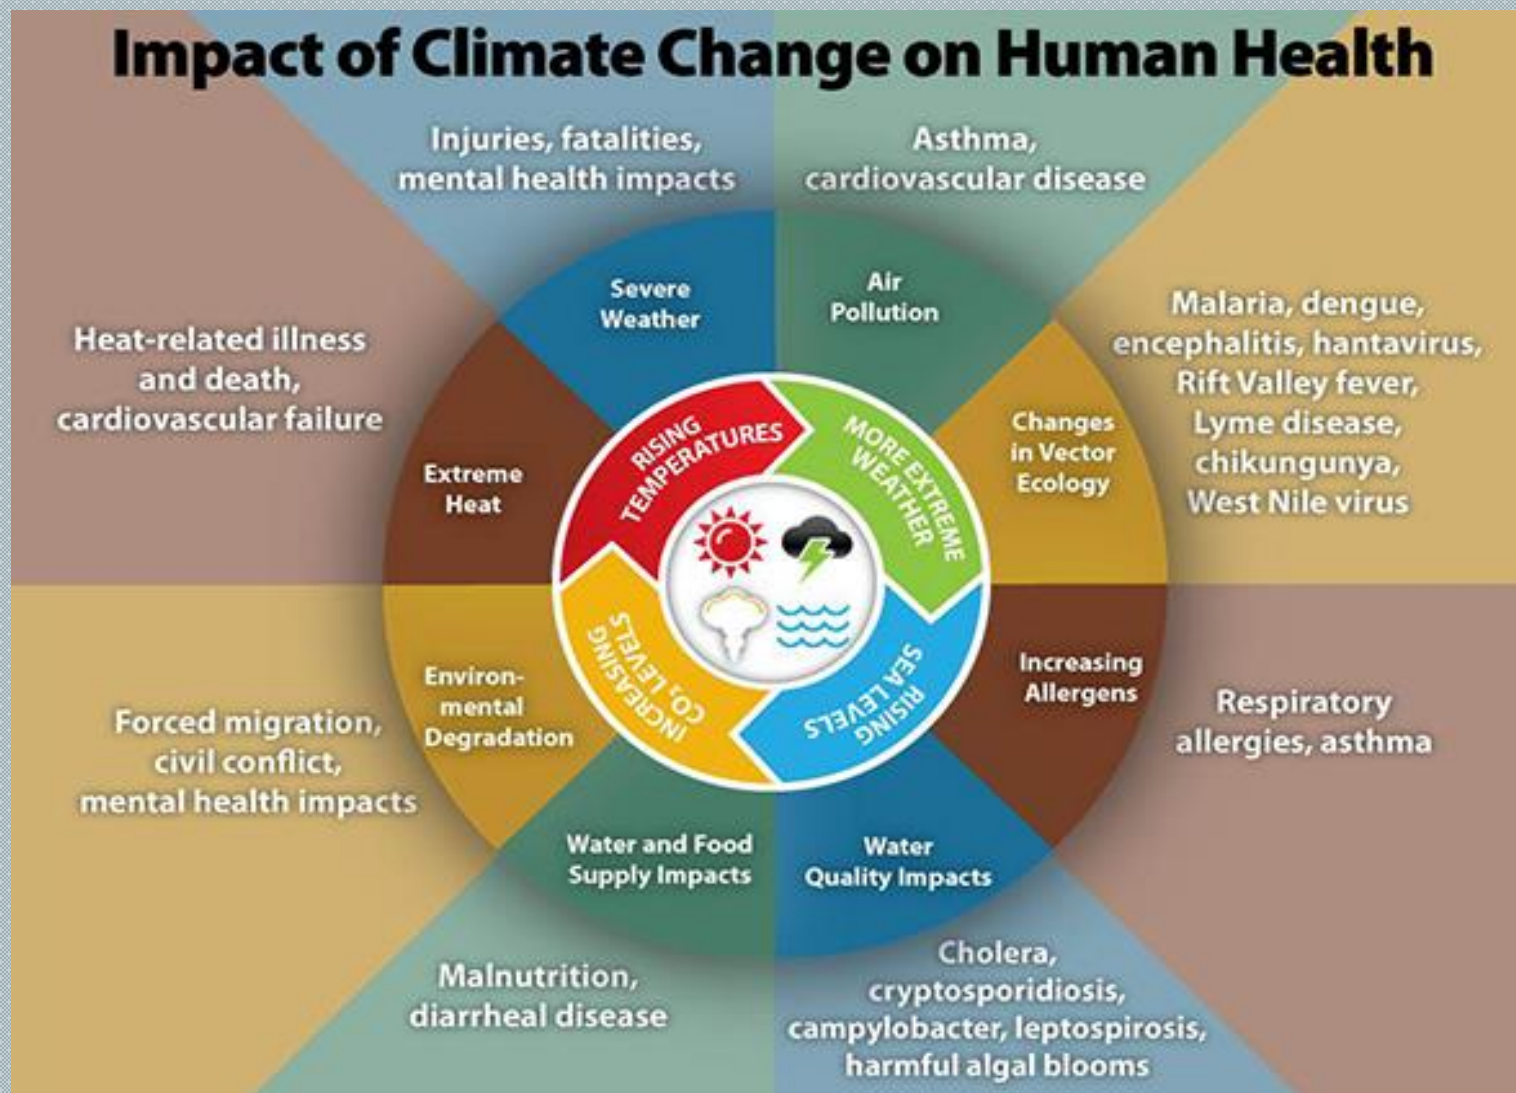 Impact of Climate Change on Human Health
Injuries, fatalities,
mental health impacts
Asthma,
cardiovascular disease
Severe
Weather
Air
Pollution
Malaria, dengue,
encephalitis, hantavirus,
Rift Valley fever,
Lyme disease,
chikungunya,
West Nile virus
Heat-related illness
and death,
cardiovascular failure
Changes
in Vector
Ecology
Extreme
Heat
RISING
TEMPERATURES
MORE EXTREME
WEATHER
INCREASING
CO₂ LEVELS
RISING
SEA LEVELS
Increasing
Allergens
Respiratory
allergies, asthma
Environ-
mental
Degradation
Forced migration,
civil conflict,
mental health impacts
Water and Food
Supply Impacts
Water
Quality Impacts
Malnutrition,
diarrheal disease
Cholera,
cryptosporidiosis,
campylobacter, leptospirosis,
harmful algal blooms